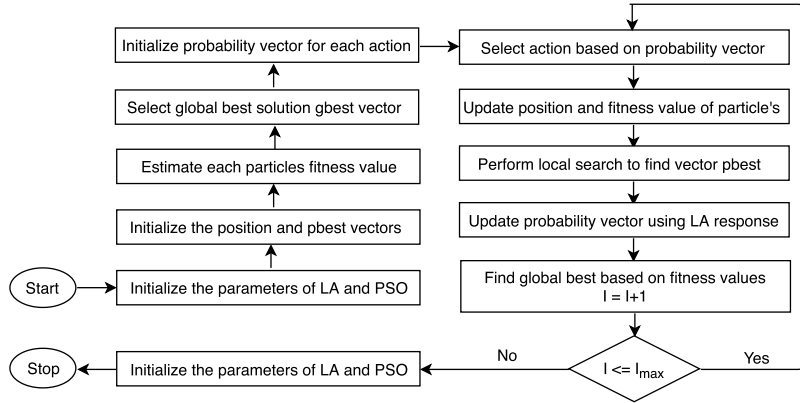 Start
Initialize the parameters of LA and PSO
Initialize the position and pbest vectors
Estimate each particles fitness value
Select global best solution gbest vector
Initialize probability vector for each action
Select action based on probability vector
Update position and fitness value of particle's
Perform local search to find vector pbest
Update probability vector using LA response
Find global best based on fitness values
I = I+1
I <= Imax
Yes
No
Initialize the parameters of LA and PSO
Stop